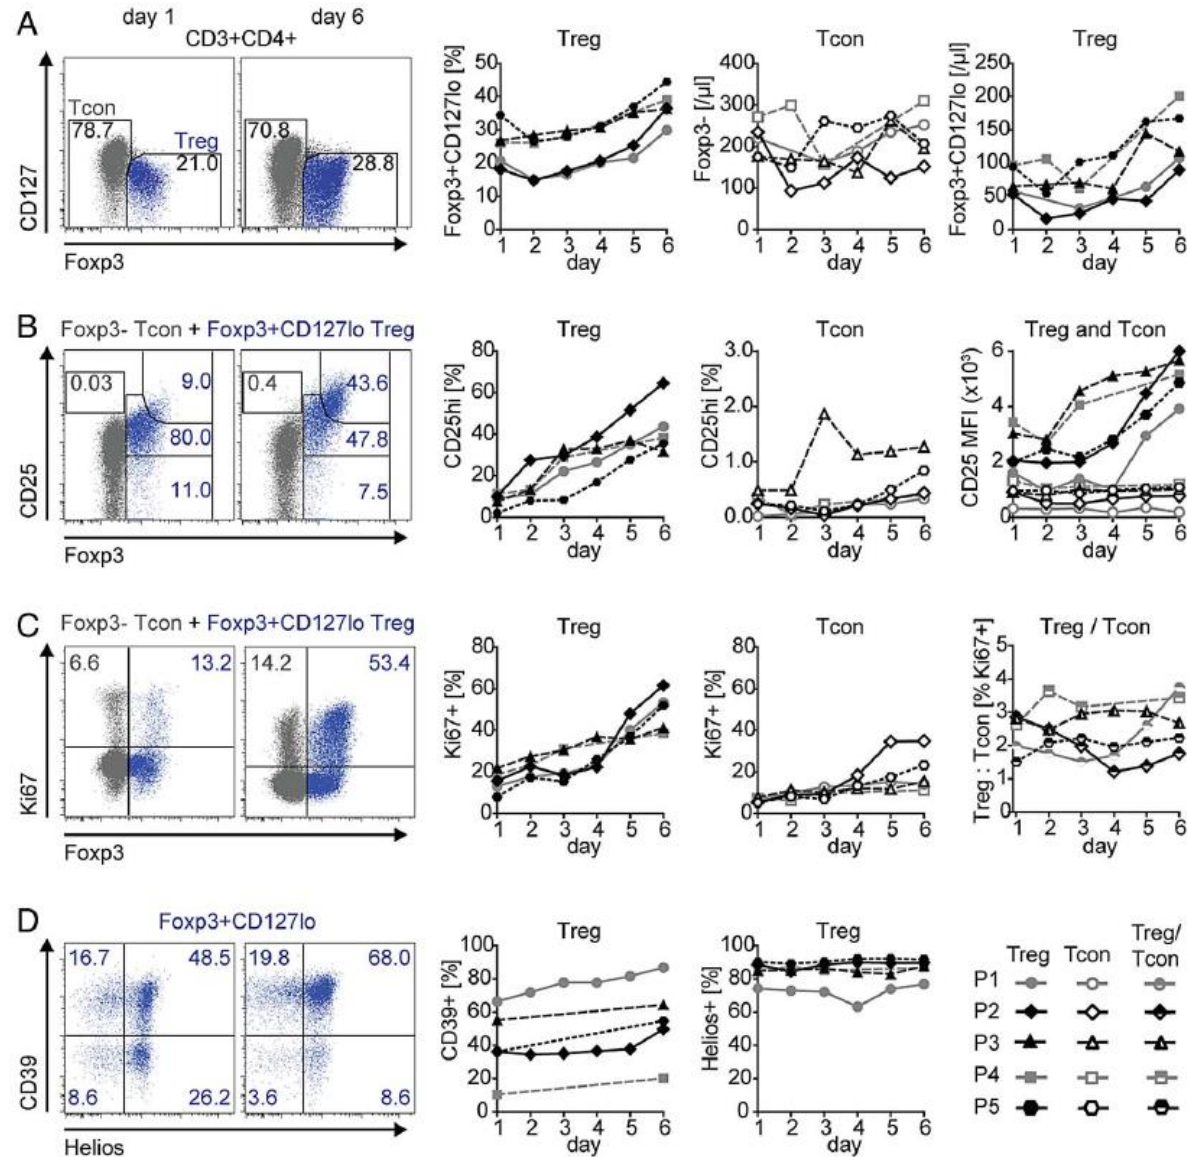 A
day 1 day 6
CD3+CD4+
CD127
Tcon
78.7
Treg
21.0
70.8
28.8
Foxp3
Treg
Foxp3+CD127lo [%]
50
40
30
20
10
0
1 2 3 4 5 6
day
Tcon
Foxp3- [/µl]
400
300
200
100
0
1 2 3 4 5 6
day
Treg
Foxp3+CD127lo [/µl]
250
200
150
100
50
0
1 2 3 4 5 6
day
B
Foxp3- Tcon + Foxp3+CD127lo Treg
CD25
0.03
9.0
80.0
11.0
0.4
43.6
47.8
7.5
Foxp3
Treg
CD25hi [%]
80
60
40
20
0
1 2 3 4 5 6
day
Tcon
CD25hi [%]
3.0
2.0
1.0
0.0
1 2 3 4 5 6
day
Treg and Tcon
CD25 MFI (x10³)
6
4
2
0
1 2 3 4 5 6
day
C
Foxp3- Tcon + Foxp3+CD127lo Treg
Ki67
6.6 13.2
14.2 53.4
Foxp3
Treg
Ki67+ [%]
80
60
40
20
0
1 2 3 4 5 6
day
Tcon
Ki67+ [%]
80
60
40
20
0
1 2 3 4 5 6
day
Treg / Tcon
Treg : Tcon [% Ki67+]
5
4
3
2
1
0
1 2 3 4 5 6
day
D
Foxp3+CD127lo
CD39
16.7 48.5
8.6 26.2
19.8 68.0
3.6 8.6
Helios
Treg
CD39+ [%]
100
80
60
40
20
0
1 2 3 4 5 6
day
Treg
Helios+ [%]
100
80
60
40
20
0
1 2 3 4 5 6
day
Treg Tcon Treg/
Tcon
P1
P2
P3
P4
P5